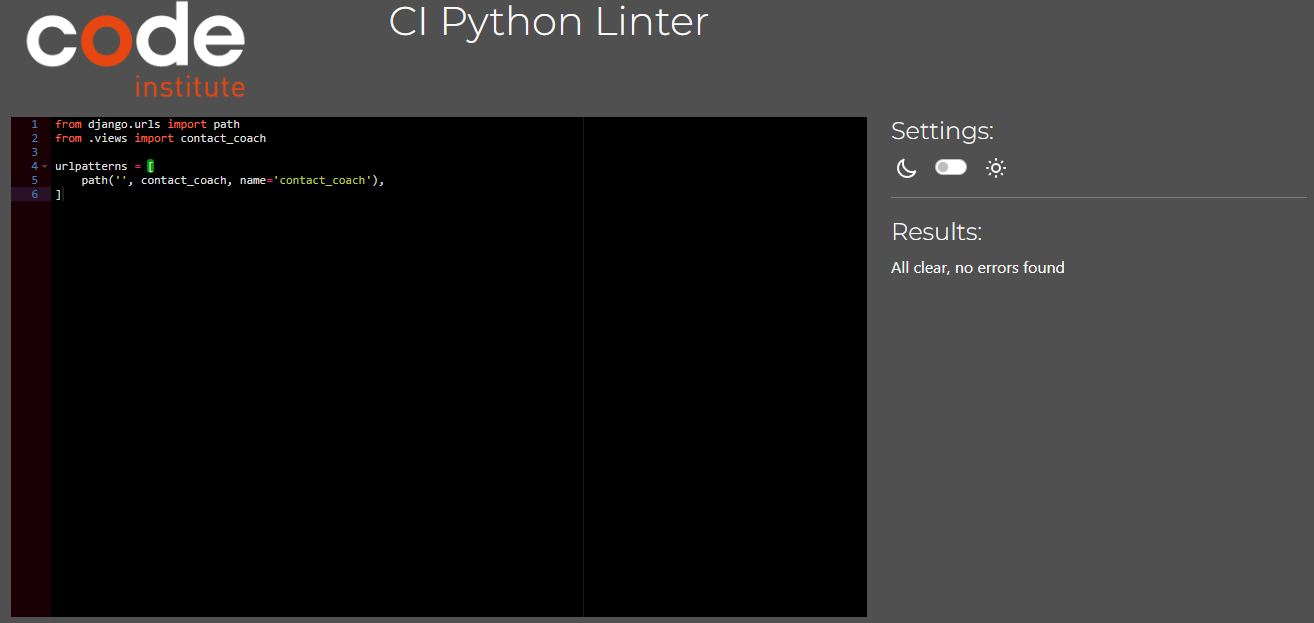 code
institute
CI Python Linter
1 from django.urls import path
2 from .views import contact_coach
3
4 urlpatterns = [
5     path('', contact_coach, name='contact_coach'),
6 ]
Settings:
Results:
All clear, no errors found